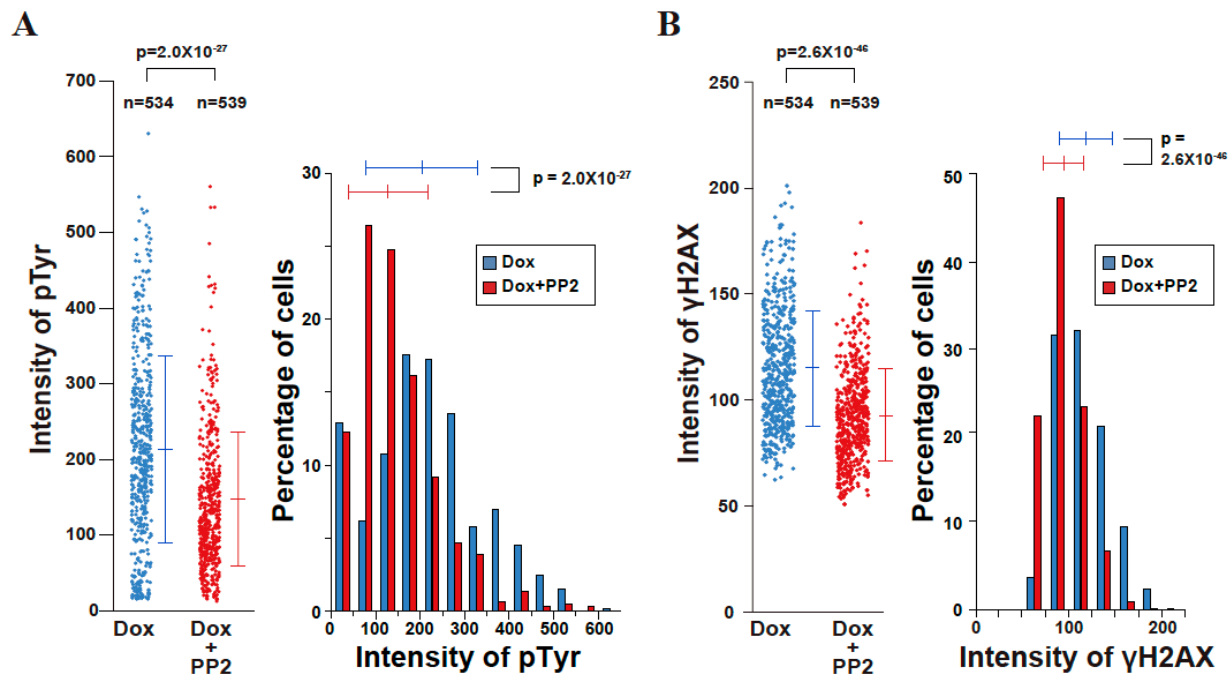 A
p=2.0X10-27
n=534 n=539
Intensity of pTyr
700
600
500
400
300
200
100
0
Dox
Dox
+
PP2
p = 2.0X10-27
Percentage of cells
30
20
10
0
Dox
Dox+PP2
0 100 200 300 400 500 600
Intensity of pTyr
B
p=2.6X10-46
n=534 n=539
Intensity of γH2AX
250
200
150
100
50
0
Dox
Dox
+
PP2
p =
2.6X10-46
Percentage of cells
50
40
30
20
10
0
Dox
Dox+PP2
0 100 200
Intensity of γH2AX